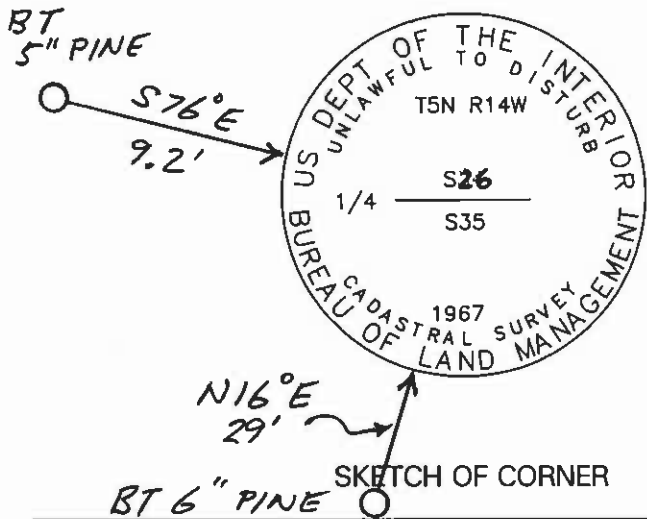 BT
5" PINE
S76°E
9.2'
US DEPT OF THE INTERIOR
UNLAWFUL TO DISTURB
T5N R14W
S26
1/4
S35
1967
CADASTRAL SURVEY
BUREAU OF LAND MANAGEMENT
N16°E
29'
SKETCH OF CORNER
BT 6" PINE